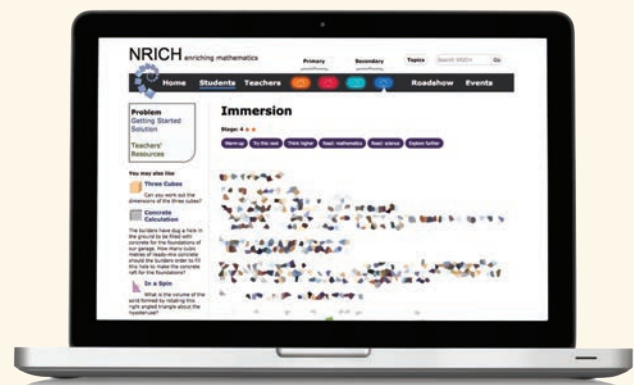 NRICH enriching mathematics
Primary
Secondary
Topics
Search NRICH
Go
Home
Students
Teachers
Roadshow
Events
Problem
Getting Started
Solution
Teachers'
Resources
Immersion
Stage: 4
Warm-up
Try this next
Think higher
Read: mathematics
Read: science
Explore further
You may also like
Three Cubes
Can you work out the
dimensions of the three cubes?
Concrete
Calculation
The builders have dug a hole in
the ground to be filled with
concrete for the foundations of
our garage. How many cubic
metres of ready-mix concrete
should the builders order to fill
this hole to make the concrete
raft for the foundations?
In a Spin
What is the volume of the
solid formed by rotating this
right angled triangle about the
hypotenuse?